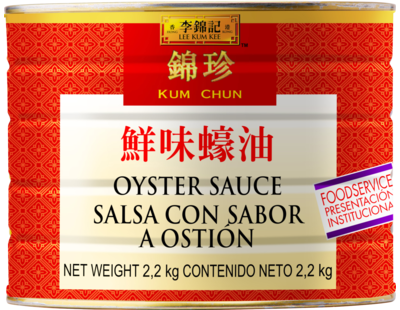 李錦記
LEE KUM KEE
錦珍
KUM CHUN
鮮味蠔油
OYSTER SAUCE
SALSA CON SABOR
A OSTIÓN
NET WEIGHT 2,2 kg CONTENIDO NETO 2,2 kg
FOODSERVICE
PRESENTACIÓN
INSTITUCIONAL